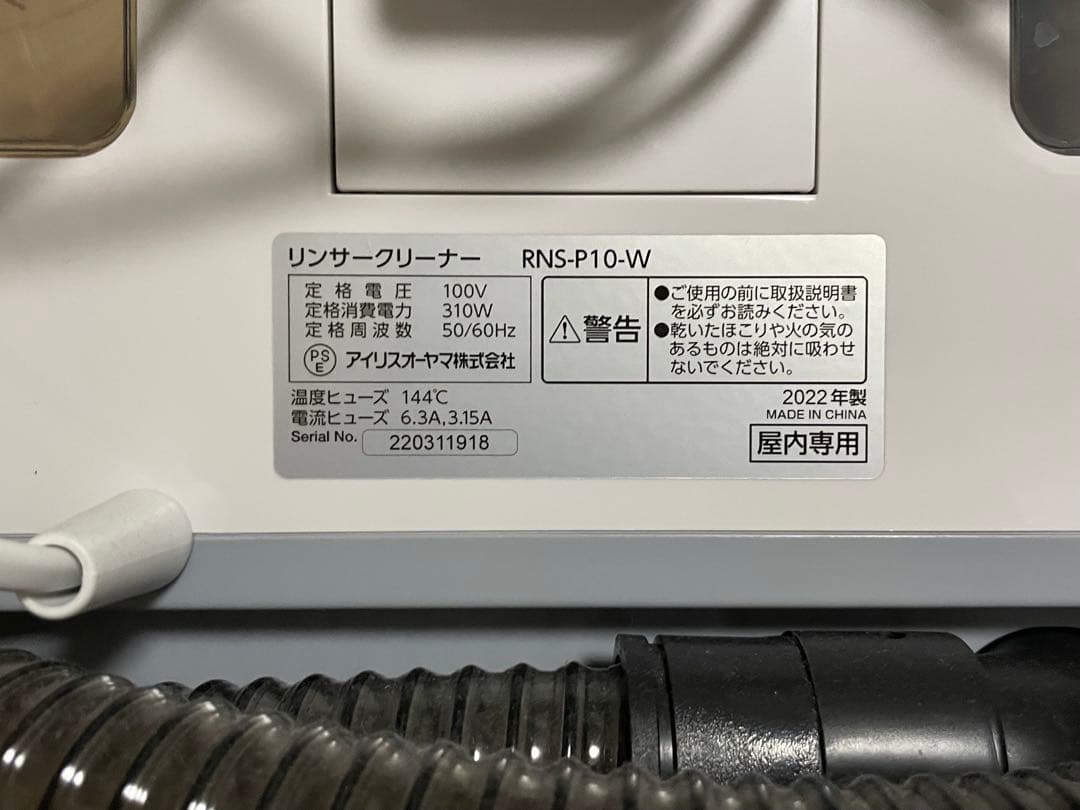 リンサークリーナー RNS-P10-W
定格電圧 100V
定格消費電力 310W
定格周波数 50/60Hz
PSE アイリスオーヤマ株式会社
警告
●ご使用の前に取扱説明書
を必ずお読みください。
●乾いたほこりや火の気の
あるものは絶対に吸わせ
ないでください。
温度ヒューズ 144℃
電流ヒューズ 6.3A,3.15A
Serial No. 220311918
2022年製
MADE IN CHINA
屋内専用